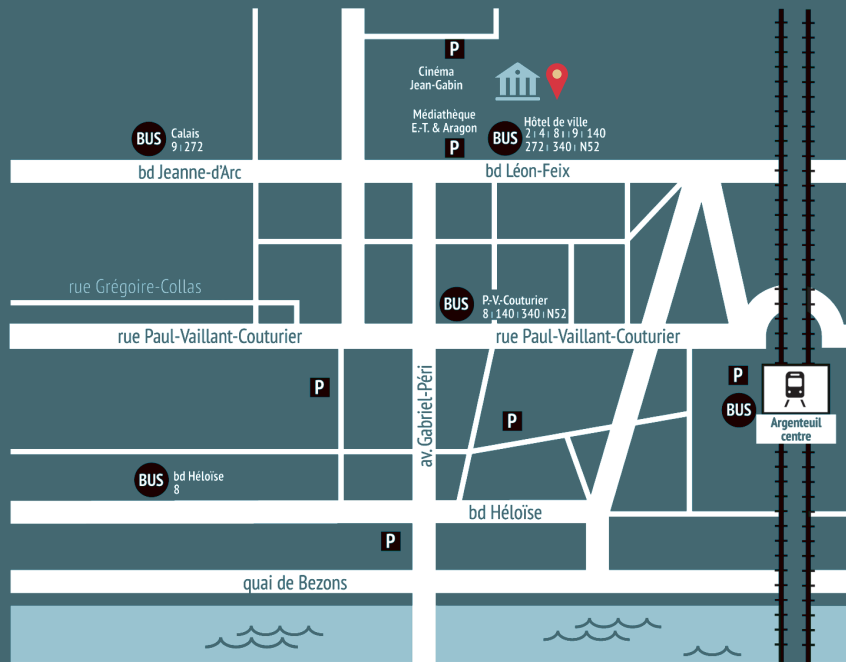 P
Cinéma
Jean-Gabin
Médiathèque
E.-T. & Aragon
P
BUS
Calais
9 | 272
BUS
Hôtel de ville
2 | 4 | 8 | | 9 | 140
272 | 340 | N52
bd Jeanne-d'Arc
bd Léon-Feix
rue Grégoire-Collas
BUS
P.-V.-Couturier
8 | 140 | 340 | N52
rue Paul-Vaillant-Couturier
rue Paul-Vaillant-Couturier
P
av. Gabriel-Péri
P
P
BUS
Argenteuil
centre
BUS
bd Héloïse
8
bd Héloïse
P
quai de Bezons